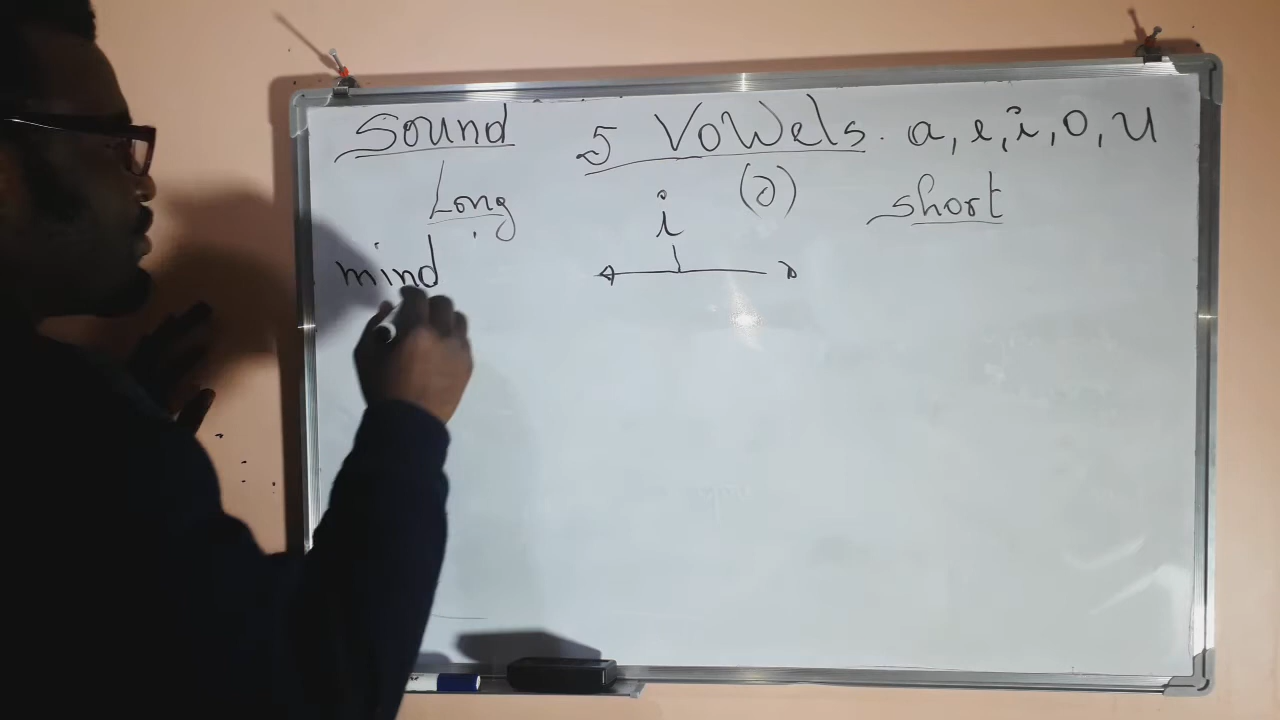 Sound 5 Vowels. a, e, i, o, u
Long i (a) short
mind